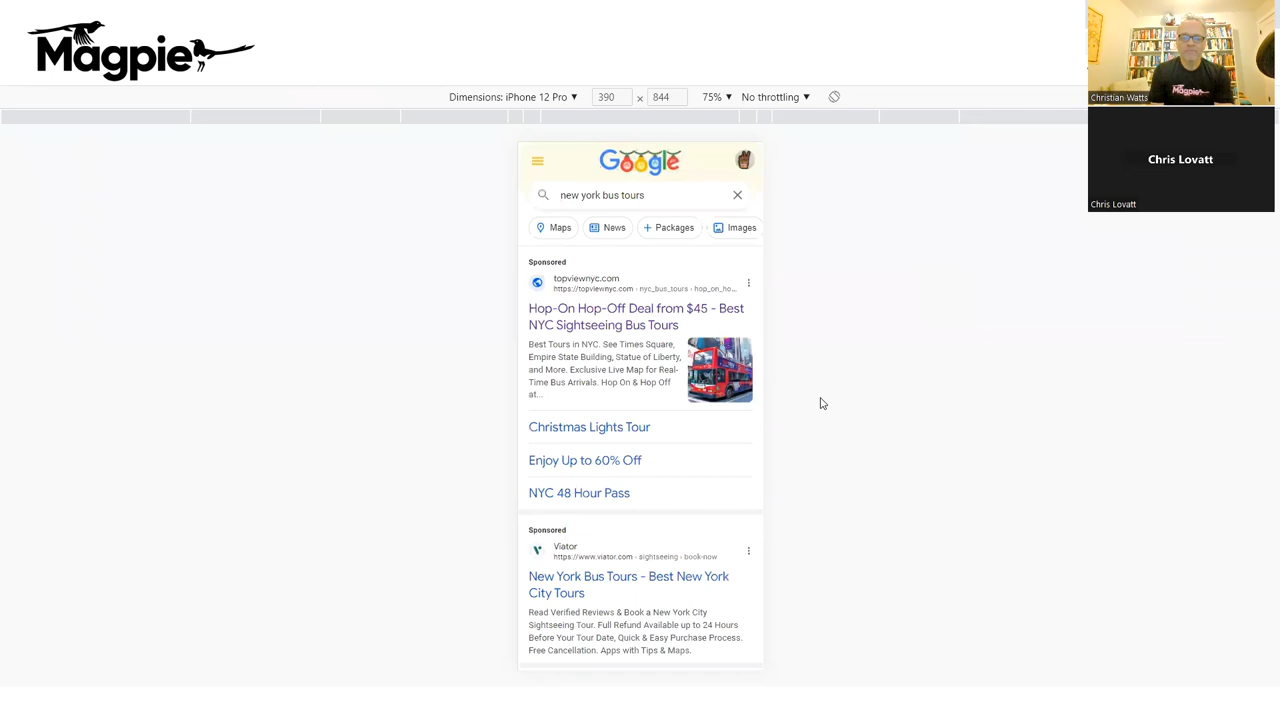 Magpie
Dimensions: iPhone 12 Pro ▼ 390 × 844 75% ▼ No throttling ▼
Google
new york bus tours
Maps News Packages Images
Sponsored
topviewnyc.com
https://topviewnyc.com › nyc_bus_tours › hop_on_ho...
Hop-On Hop-Off Deal from $45 - Best
NYC Sightseeing Bus Tours
Best Tours in NYC. See Times Square,
Empire State Building, Statue of Liberty,
and More. Exclusive Live Map for Real-
Time Bus Arrivals. Hop On & Hop Off
at...
Christmas Lights Tour
Enjoy Up to 60% Off
NYC 48 Hour Pass
Sponsored
Viator
https://www.viator.com › sightseeing › book-now
New York Bus Tours - Best New York
City Tours
Read Verified Reviews & Book a New York City
Sightseeing Tour. Full Refund Available up to 24 Hours
Before Your Tour Date, Quick & Easy Purchase Process.
Free Cancellation. Apps with Tips & Maps.
Magpie
Christian Watts
Chris Lovatt
Chris Lovatt